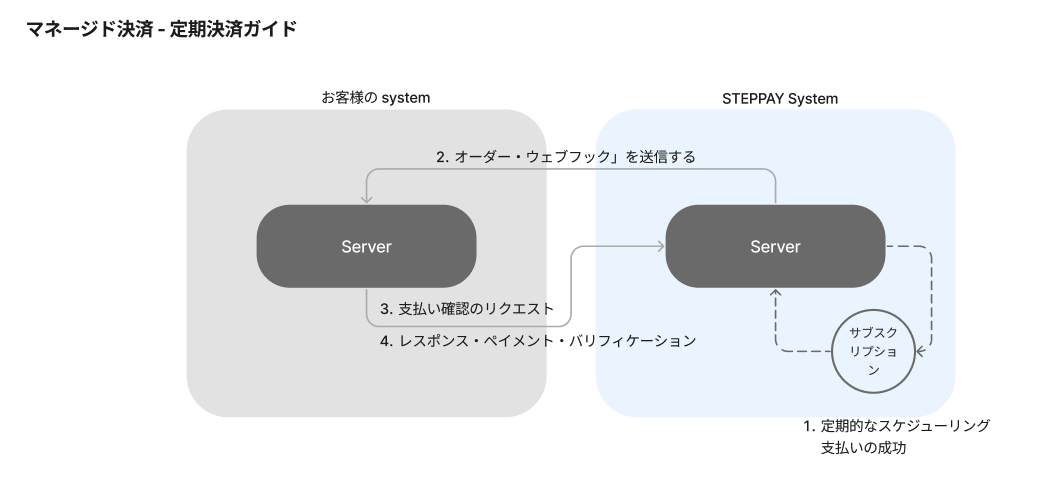 マネージド決済 - 定期決済ガイド
お客様の system
STEPPAY System
2. オーダー・ウェブフック」を送信する
Server
Server
3. 支払い確認のリクエスト
4. レスポンス・ペイメント・バリフィケーション
サブスク
リプショ
ン
1. 定期的なスケジューリング
支払いの成功